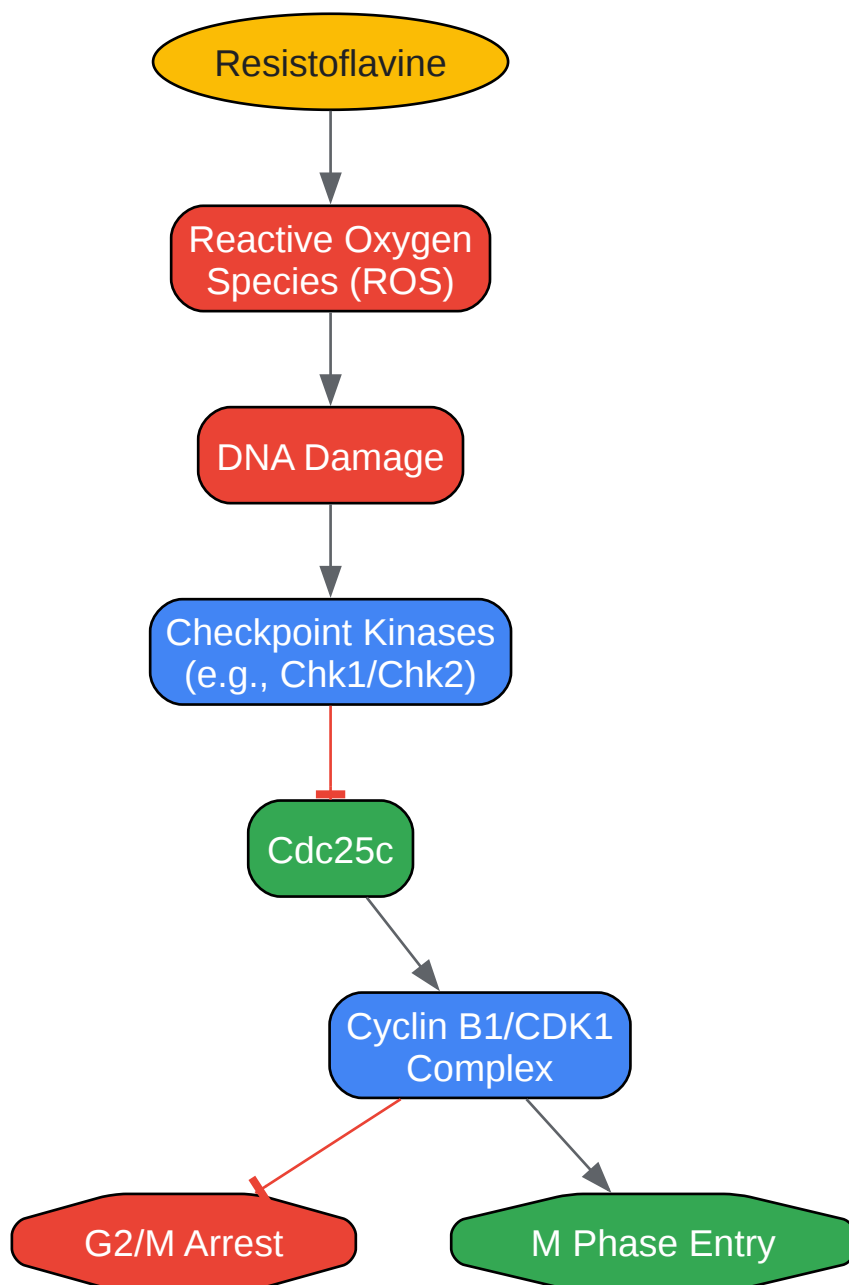 Resistoflavine
Reactive Oxygen
Species (ROS)
DNA Damage
Checkpoint Kinases
(e.g., Chk1/Chk2)
Cdc25c
Cyclin B1/CDK1
Complex
G2/M Arrest
M Phase Entry